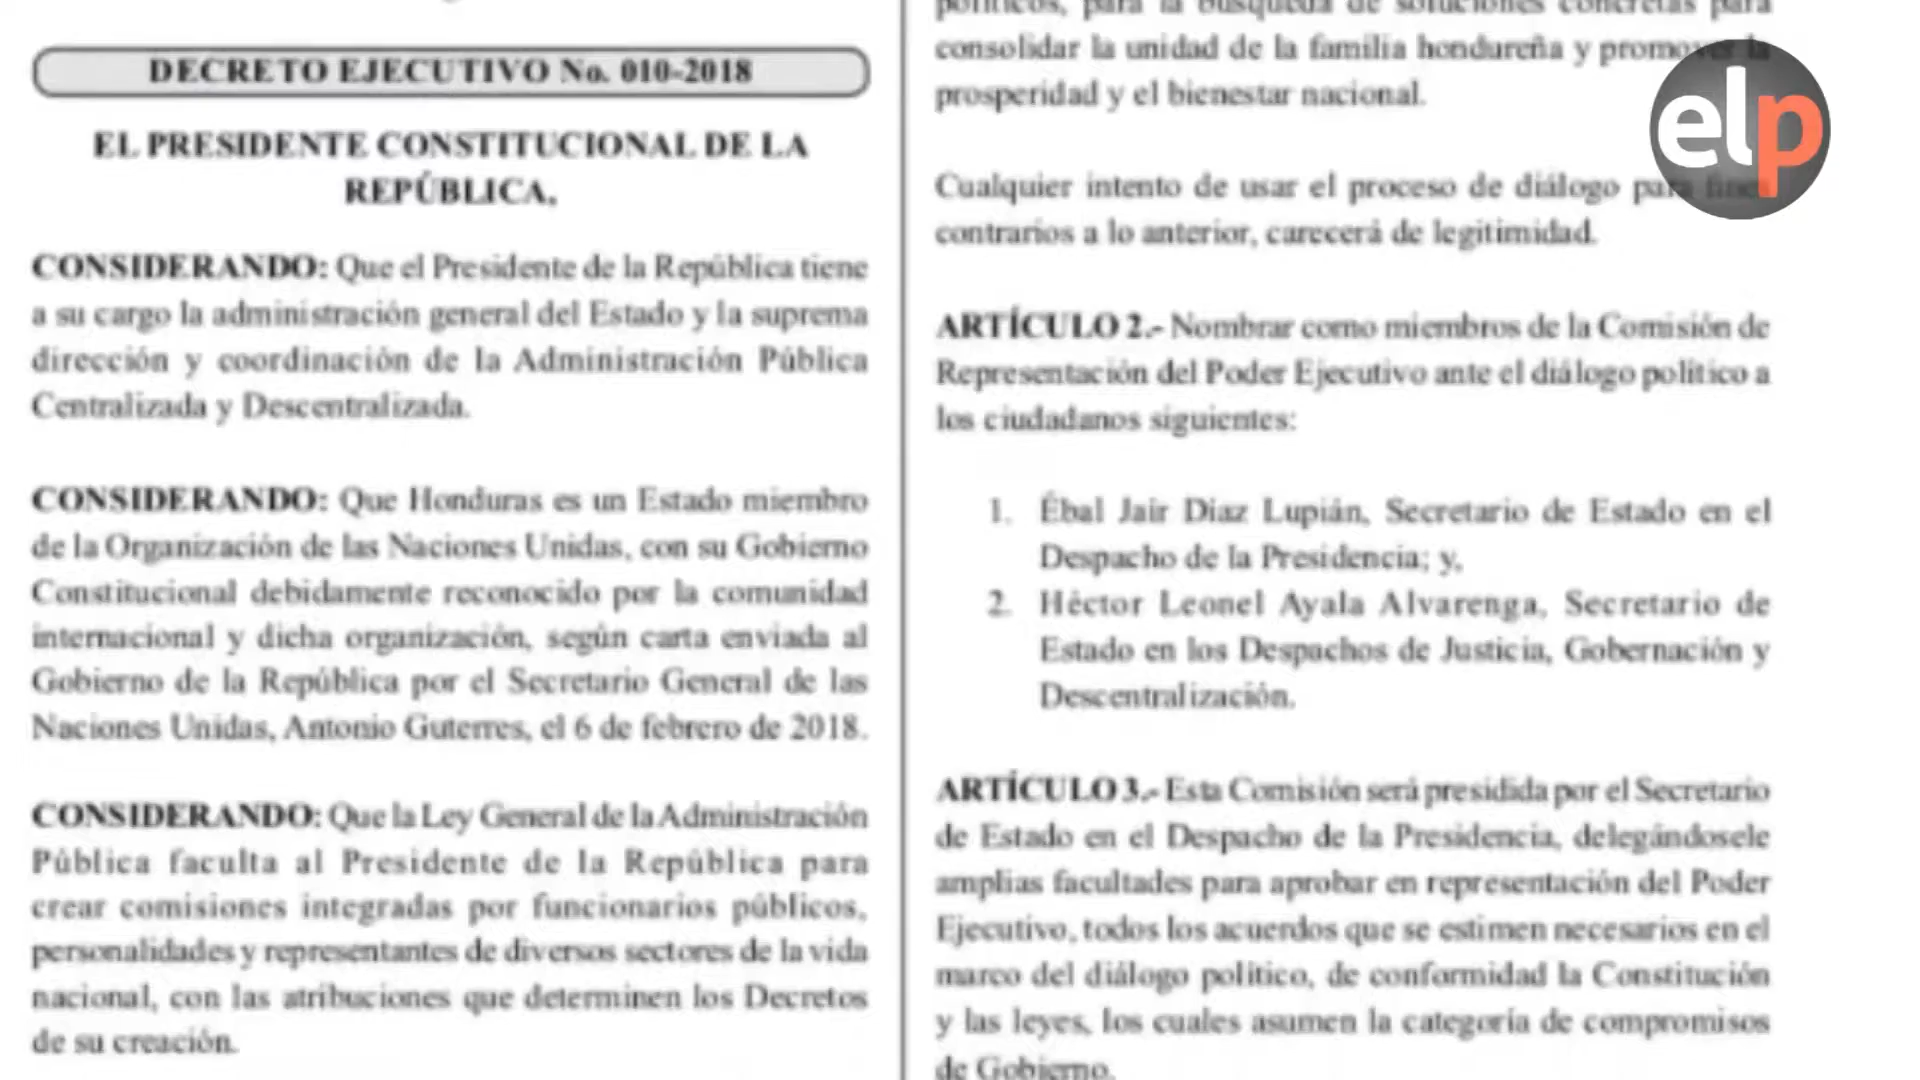 DECRETO EJECUTIVO No. 010-2018
EL PRESIDENTE CONSTITUCIONAL DE LA
REPÚBLICA,
CONSIDERANDO: Que el Presidente de la República tiene
a su cargo la administración general del Estado y la suprema
dirección y coordinación de la Administración Pública
Centralizada y Descentralizada.
CONSIDERANDO: Que Honduras es un Estado miembro
de la Organización de las Naciones Unidas, con su Gobierno
Constitucional debidamente reconocido por la comunidad
internacional y dicha organización, según carta enviada al
Gobierno de la República por el Secretario General de las
Naciones Unidas, Antonio Guterres, el 6 de febrero de 2018.
CONSIDERANDO: Que la Ley General de la Administración
Pública faculta al Presidente de la República para
crear comisiones integradas por funcionarios públicos,
personalidades y representantes de diversos sectores de la vida
nacional, con las atribuciones que determinen los Decretos
de su creación.
políticos, para la búsqueda de soluciones concretas para
consolidar la unidad de la familia hondureña y promover la
prosperidad y el bienestar nacional.
Cualquier intento de usar el proceso de diálogo para fines
contrarios a lo anterior, carecerá de legitimidad.
ARTÍCULO 2.- Nombrar como miembros de la Comisión de
Representación del Poder Ejecutivo ante el diálogo político a
los ciudadanos siguientes:
1. Ébal Jair Díaz Lupián, Secretario de Estado en el
Despacho de la Presidencia; y,
2. Héctor Leonel Ayala Alvarenga, Secretario de
Estado en los Despachos de Justicia, Gobernación y
Descentralización.
ARTÍCULO 3.- Esta Comisión será presidida por el Secretario
de Estado en el Despacho de la Presidencia, delegándosele
amplias facultades para aprobar en representación del Poder
Ejecutivo, todos los acuerdos que se estimen necesarios en el
marco del diálogo político, de conformidad la Constitución
y las leyes, los cuales asumen la categoría de compromisos
de Gobierno.
elp